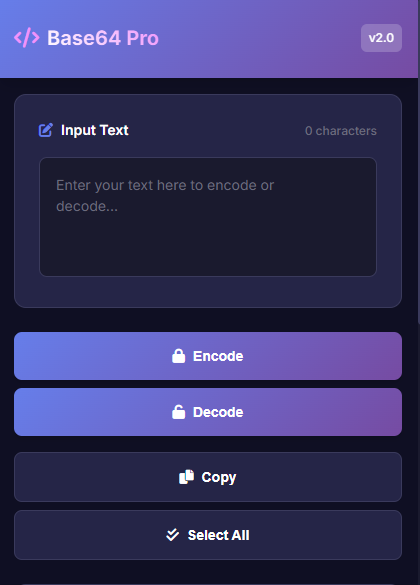 </> Base64 Pro
v2.0
Input Text
0 characters
Enter your text here to encode or
decode...
Encode
Decode
Copy
Select All